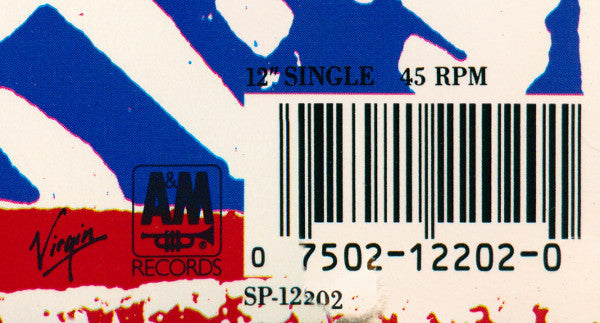 12" SINGLE 45 RPM
Virgin
A&M
®
RECORDS
0 7502-12202-0
SP-12202